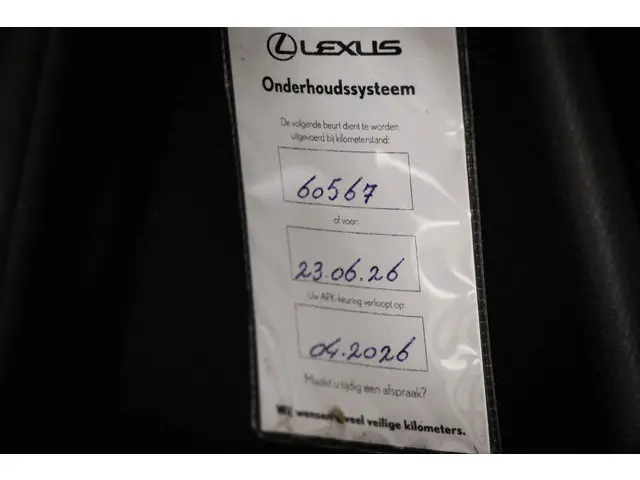 LEXUS
Onderhoudssysteem
De volgende beurt dient te worden
uitgevoerd bij kilometerstand:
60567
of voor:
23.06.26
Uw APK-keuring verloopt op:
04.2026
Maakt u tijdig een afspraak?
Wij wensen u veel veilige kilometers.